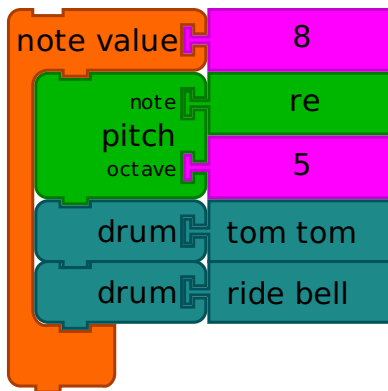 note value 8
note re
pitch
octave 5
drum tom tom
drum ride bell